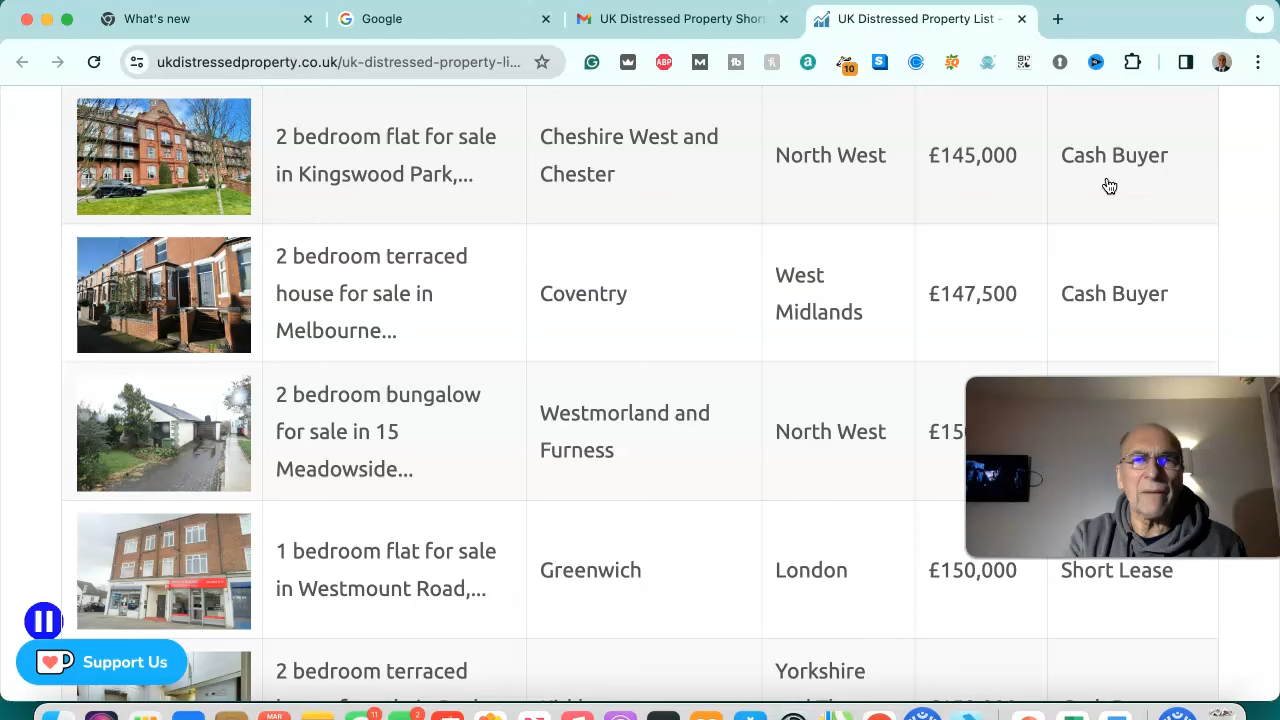 What's new
Google
UK Distressed Property Shor
UK Distressed Property List -
ukdistressedproperty.co.uk/uk-distressed-property-li...
10
2 bedroom flat for sale
in Kingswood Park,...
Cheshire West and
Chester
North West
£145,000
Cash Buyer
2 bedroom terraced
house for sale in
Melbourne...
Coventry
West
Midlands
£147,500
Cash Buyer
2 bedroom bungalow
for sale in 15
Meadowside...
Westmorland and
Furness
North West
1 bedroom flat for sale
in Westmount Road,...
Greenwich
London
£150,000
Short Lease
2 bedroom terraced
Yorkshire
Support Us
MAR
11
2